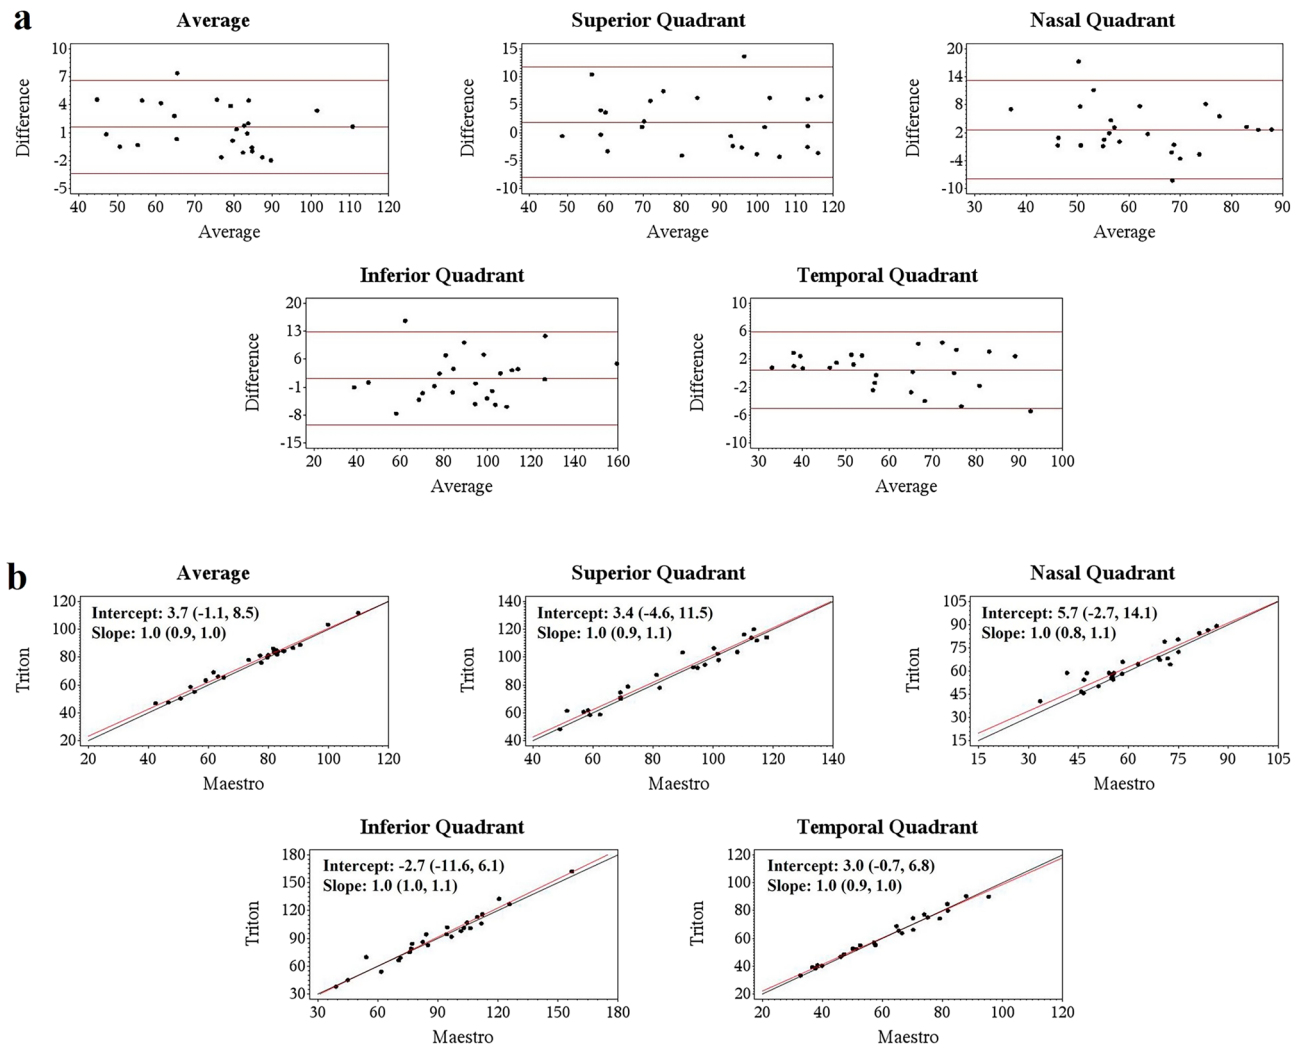 a
Average
Superior Quadrant
Nasal Quadrant
10
7
4
1
-2
-5
Difference
40 50 60 70 80 90 100 110 120
Average
15
10
5
0
-5
-10
Difference
40 50 60 70 80 90 100 110 120
Average
20
14
8
2
-4
-10
Difference
30 40 50 60 70 80 90
Average
Inferior Quadrant
Temporal Quadrant
20
13
6
-1
-8
-15
Difference
20 40 60 80 100 120 140 160
Average
10
6
2
-2
-6
-10
Difference
30 40 50 60 70 80 90 100
Average
b
Average
Superior Quadrant
Nasal Quadrant
Intercept: 3.7 (-1.1, 8.5)
Slope: 1.0 (0.9, 1.0)
120
100
80
60
40
20
Triton
20 40 60 80 100 120
Maestro
Intercept: 3.4 (-4.6, 11.5)
Slope: 1.0 (0.9, 1.1)
140
120
100
80
60
40
Triton
40 60 80 100 120 140
Maestro
Intercept: 5.7 (-2.7, 14.1)
Slope: 1.0 (0.8, 1.1)
105
90
75
60
45
30
15
Triton
15 30 45 60 75 90 105
Maestro
Inferior Quadrant
Temporal Quadrant
Intercept: -2.7 (-11.6, 6.1)
Slope: 1.0 (1.0, 1.1)
180
150
120
90
60
30
Triton
30 60 90 120 150 180
Maestro
Intercept: 3.0 (-0.7, 6.8)
Slope: 1.0 (0.9, 1.0)
120
100
80
60
40
20
Triton
20 40 60 80 100 120
Maestro